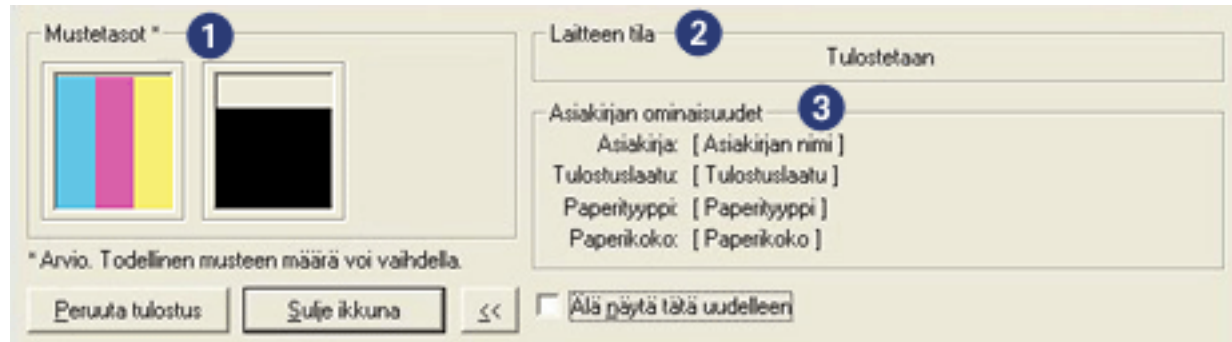 Mustetasot * 1
* Arvio. Todellinen musteen määrä voi vaihdella.
Peruuta tulostus Sulje ikkuna <<
Laitteen tila 2
Tulostetaan
Asiakirjan ominaisuudet 3
Asiakirja: [ Asiakirjan nimi ]
Tulostuslaatu: [ Tulostuslaatu ]
Paperityyppi: [ Paperityyppi ]
Paperikoko: [ Paperikoko ]
Älä näytä tätä uudelleen